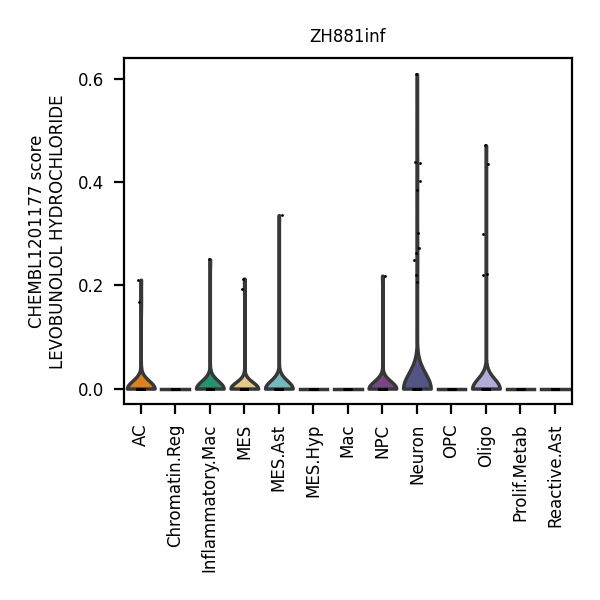 ZH881inf
CHEMBL1201177 score
LEVOBUNOLOL HYDROCHLORIDE
0.6
0.4
0.2
0.0
AC
Chromatin.Reg
Inflammatory.Mac
MES
MES.Ast
MES.Hyp
Mac
NPC
Neuron
OPC
Oligo
Prolif.Metab
Reactive.Ast